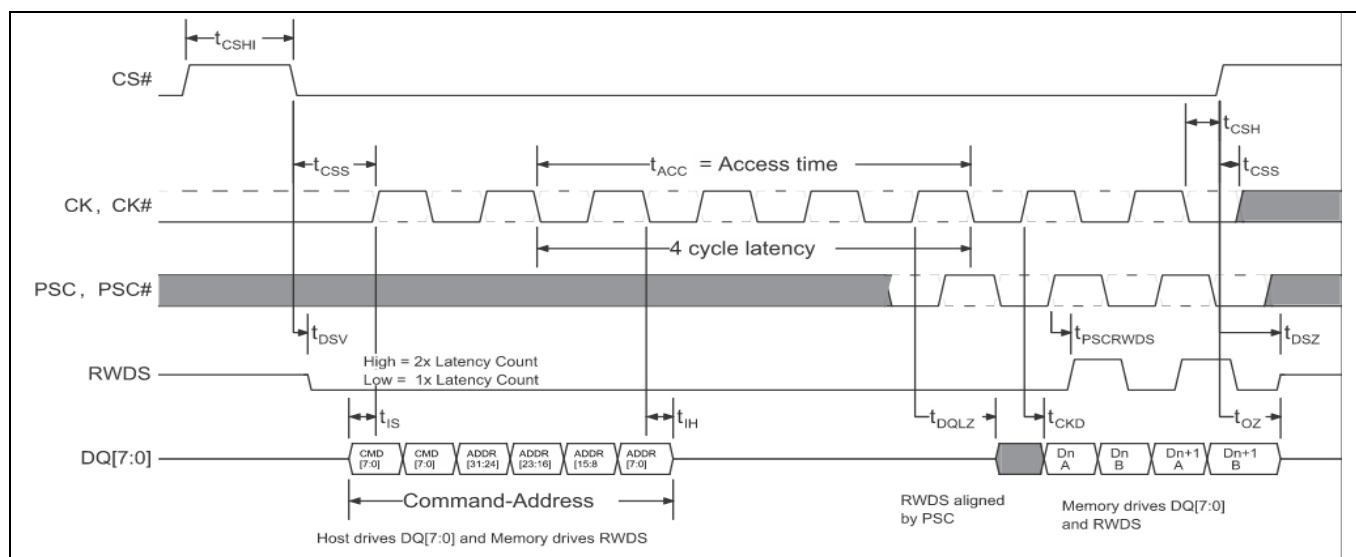 tCSHI
CS#
tCSH
tCSS
tACC = Access time
tCSS
CK, CK#
4 cycle latency
PSC, PSC#
tDSV
tPSCRWDS
tDSZ
High = 2x Latency Count
RWDS
Low = 1x Latency Count
tIS
tIH
tDQLZ
tCKD
tOZ
DQ[7:0]
CMD [7:0]
CMD [7:0]
ADDR [31:24]
ADDR [23:16]
ADDR [15:8
ADDR [7:0]
Dn A
Dn B
Dn+1 A
Dn+1 B
Command-Address
RWDS aligned
by PSC
Memory drives DQ[7:0]
and RWDS
Host drives DQ[7:0] and Memory drives RWDS